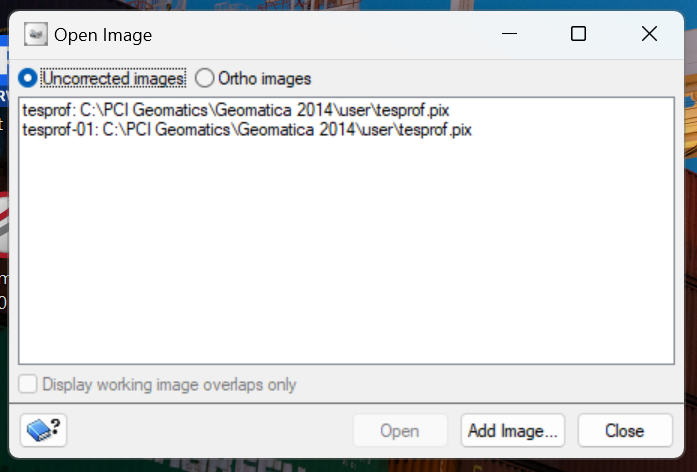 Open Image
Uncorrected images Ortho images
tesprof: C:\PCI Geomatics\Geomatica 2014\user\tesprof.pix
tesprof-01: C:\PCI Geomatics\Geomatica 2014\user\tesprof.pix
Display working image overlaps only
Open Add Image... Close